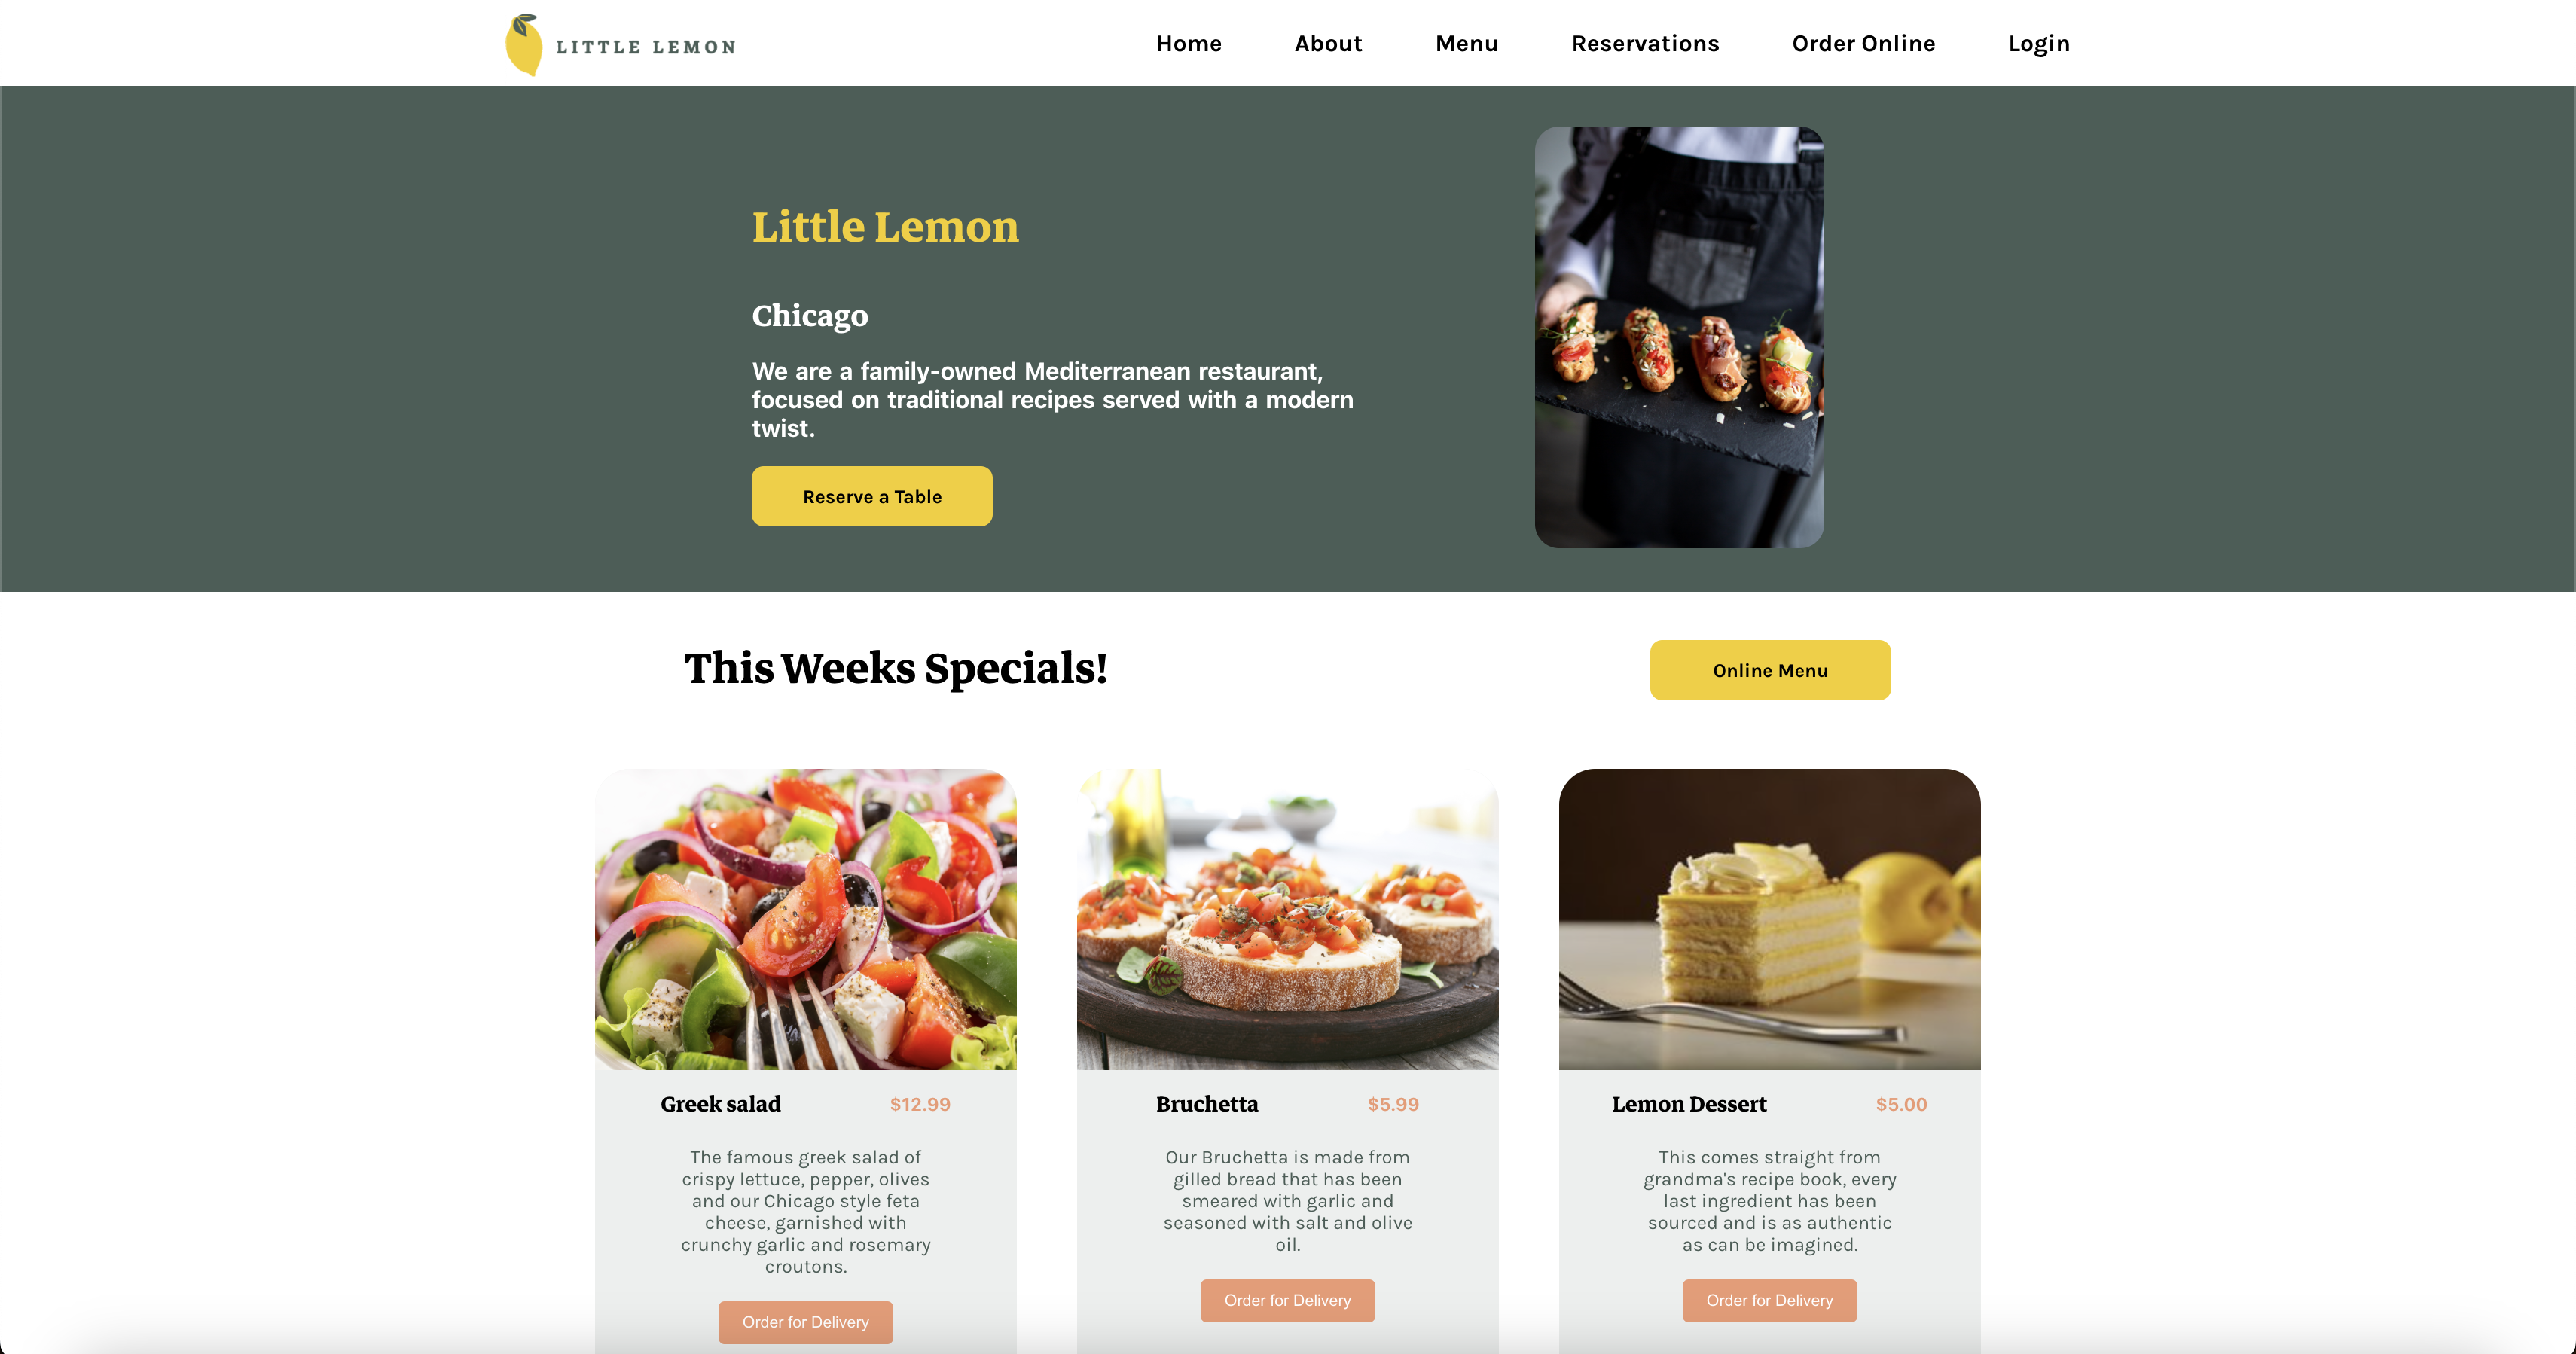 LITTLE LEMON
Home About Menu Reservations Order Online Login
Little Lemon
Chicago
We are a family-owned Mediterranean restaurant,
focused on traditional recipes served with a modern
twist.
Reserve a Table
This Weeks Specials!
Online Menu
Greek salad $12.99
The famous greek salad of
crispy lettuce, pepper, olives
and our Chicago style feta
cheese, garnished with
crunchy garlic and rosemary
croutons.
Order for Delivery
Bruchetta $5.99
Our Bruchetta is made from
gilled bread that has been
smeared with garlic and
seasoned with salt and olive
oil.
Order for Delivery
Lemon Dessert $5.00
This comes straight from
grandma's recipe book, every
last ingredient has been
sourced and is as authentic
as can be imagined.
Order for Delivery